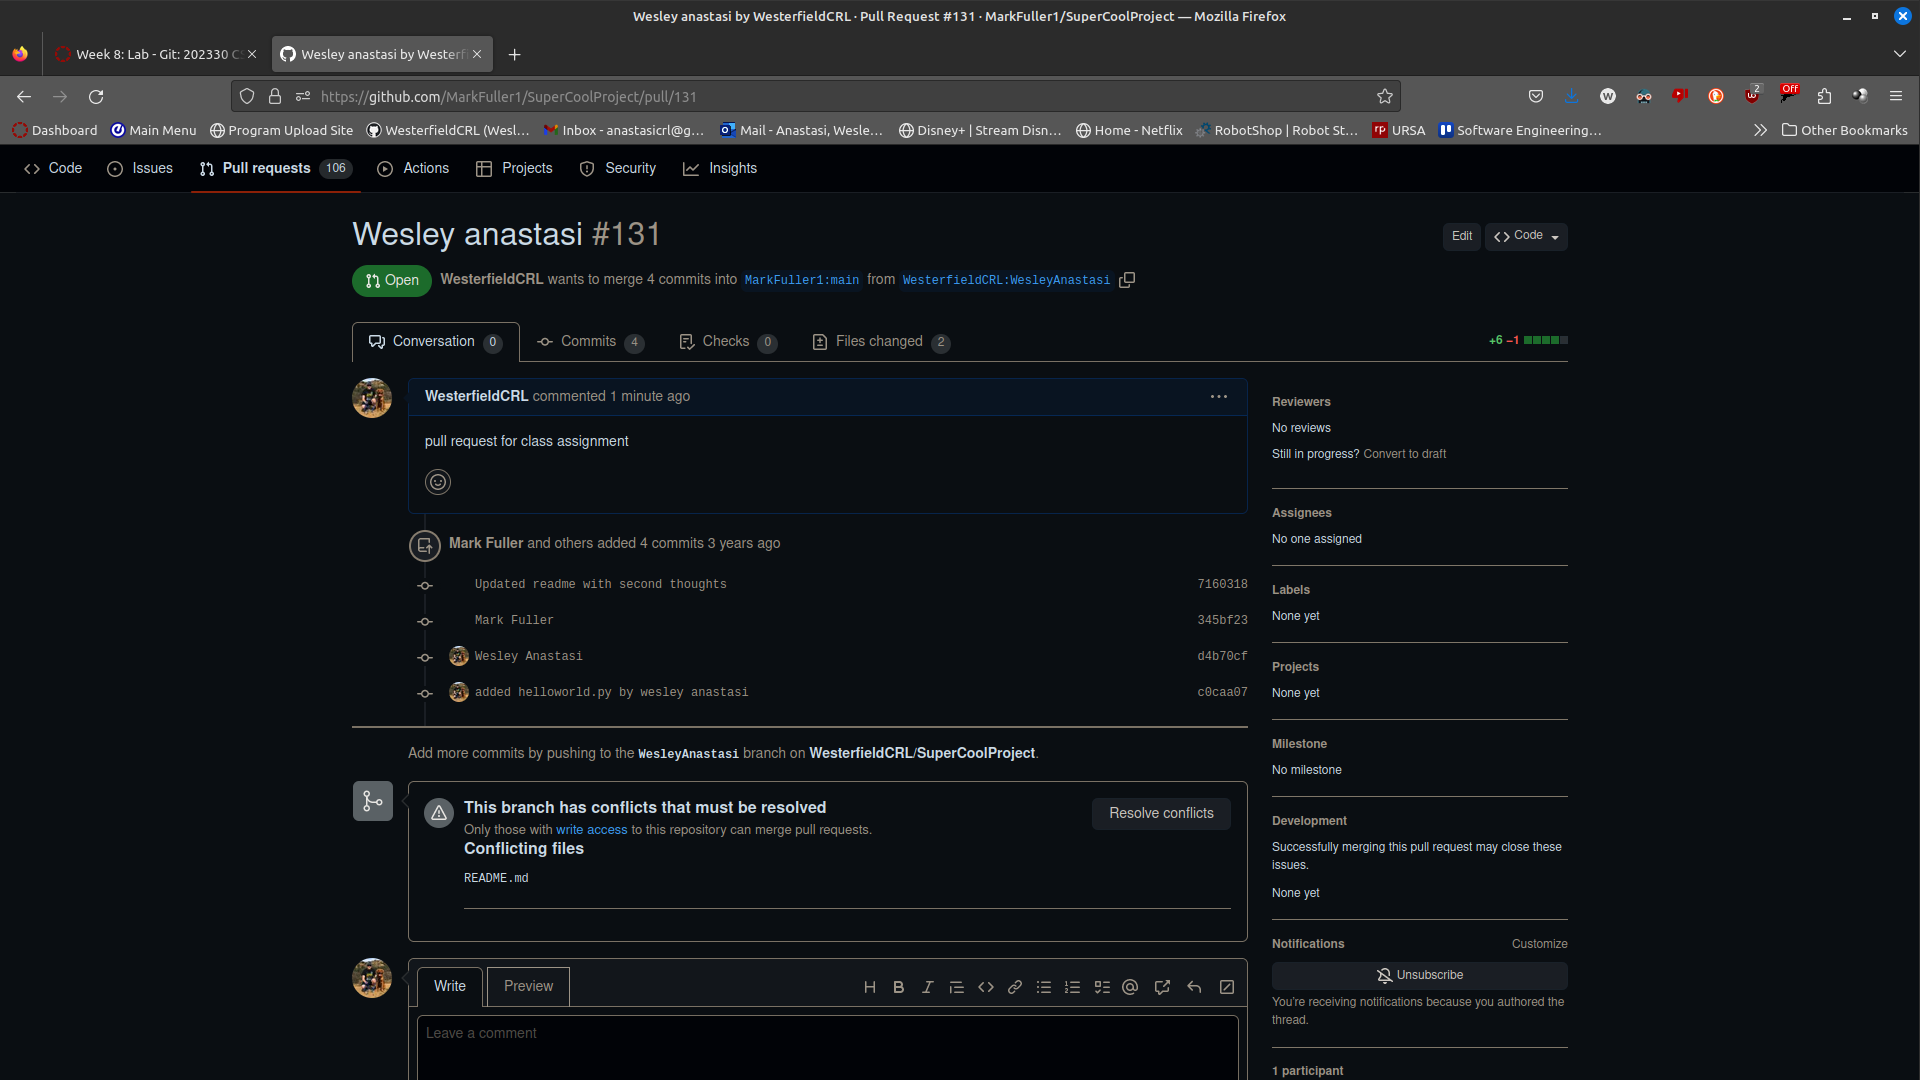 Wesley anastasi by WesterfieldCRL · Pull Request #131 · MarkFuller1/SuperCoolProject — Mozilla Firefox
Week 8: Lab - Git: 202330 CS
Wesley anastasi by Westerf
https://github.com/MarkFuller1/SuperCoolProject/pull/131
2
Off
Dashboard
Main Menu
Program Upload Site
WesterfieldCRL (Wesl…
Inbox - anastasicrl@g…
Mail - Anastasi, Wesle…
Disney+ | Stream Disn…
Home - Netflix
RobotShop | Robot St…
URSA
Software Engineering…
Other Bookmarks
Code
Issues
Pull requests 106
Actions
Projects
Security
Insights
Wesley anastasi #131
Edit
Code
Open
WesterfieldCRL wants to merge 4 commits into MarkFuller1:main from WesterfieldCRL:WesleyAnastasi
Conversation 0
Commits 4
Checks 0
Files changed 2
+6 −1
WesterfieldCRL commented 1 minute ago
pull request for class assignment
Mark Fuller and others added 4 commits 3 years ago
Updated readme with second thoughts 7160318
Mark Fuller 345bf23
Wesley Anastasi d4b70cf
added helloworld.py by wesley anastasi c0caa07
Add more commits by pushing to the WesleyAnastasi branch on WesterfieldCRL/SuperCoolProject.
This branch has conflicts that must be resolved
Only those with write access to this repository can merge pull requests.
Resolve conflicts
Conflicting files
README.md
Write
Preview
Leave a comment
Reviewers
No reviews
Still in progress? Convert to draft
Assignees
No one assigned
Labels
None yet
Projects
None yet
Milestone
No milestone
Development
Successfully merging this pull request may close these
issues.
None yet
Notifications
Customize
Unsubscribe
You're receiving notifications because you authored the
thread.
1 participant